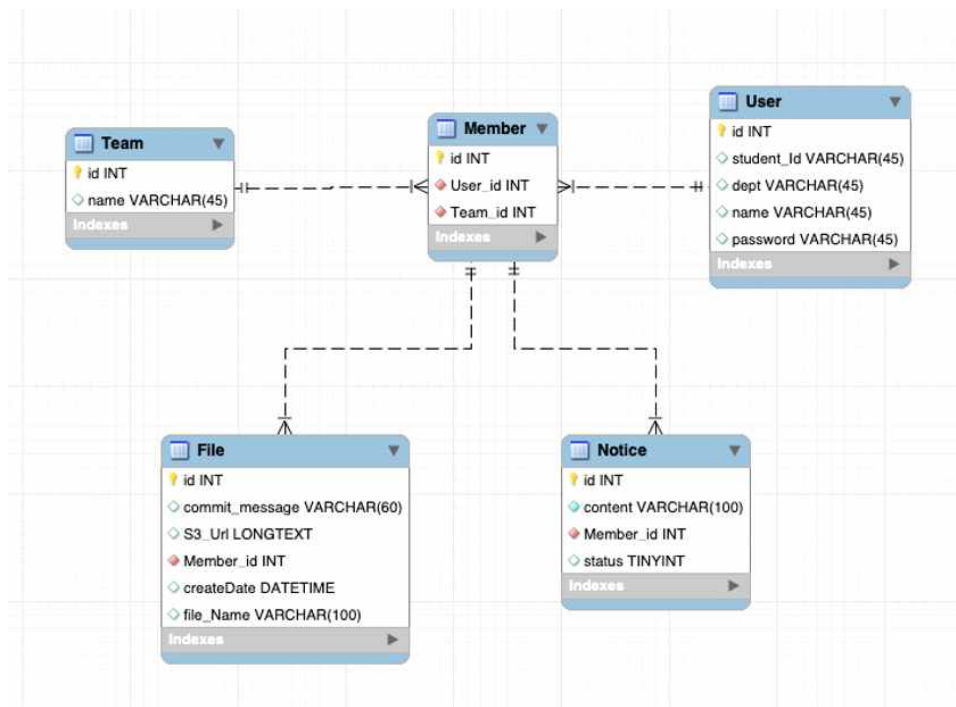 Team
id INT
name VARCHAR(45)
Indexes
Member
id INT
User_id INT
Team_id INT
Indexes
User
id INT
student_Id VARCHAR(45)
dept VARCHAR(45)
name VARCHAR(45)
password VARCHAR(45)
Indexes
File
id INT
commit_message VARCHAR(60)
S3_Url LONGTEXT
Member_id INT
createDate DATETIME
file_Name VARCHAR(100)
Indexes
Notice
id INT
content VARCHAR(100)
Member_id INT
status TINYINT
Indexes